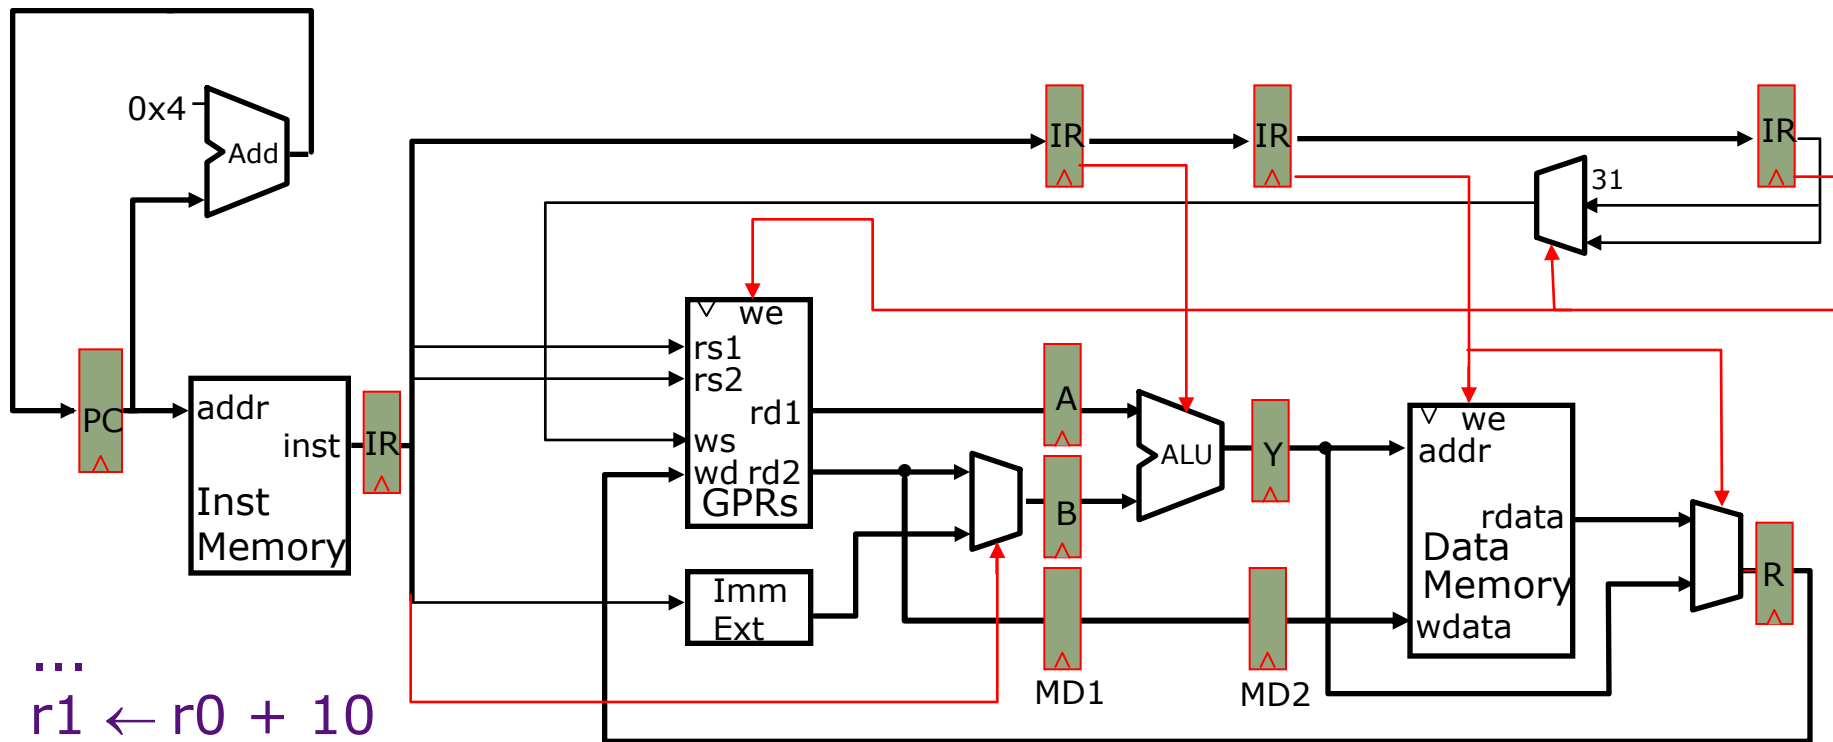 0x4
Add
PC
addr
inst
Inst
Memory
IR
IR
IR
IR
31
we
rs1
rs2
rd1
ws
wd rd2
GPRs
Imm
Ext
A
B
MD1
ALU
Y
MD2
we
addr
rdata
Data
Memory
wdata
R
...
r1 ← r0 + 10